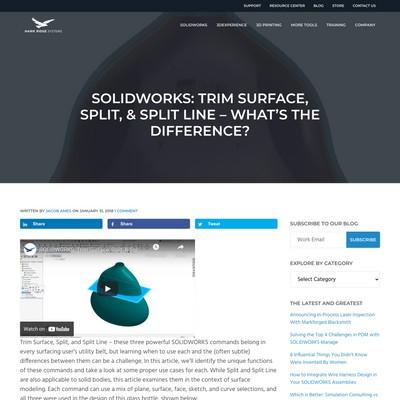 SUPPORT RESOURCE CENTER BLOG STORE CONTACT US
HAWK RIDGE SYSTEMS
SOLIDWORKS 3DEXPERIENCE 3D PRINTING MORE TOOLS TRAINING COMPANY
SOLIDWORKS: TRIM SURFACE,
SPLIT, & SPLIT LINE – WHAT'S THE
DIFFERENCE?
WRITTEN BY JACOB AMES ON JANUARY 31, 2018 1 COMMENT
Share
Share
Tweet
SOLIDWORKS: Trim Surface, Split, & Split
Watch on YouTube
Trim Surface, Split, and Split Line – these three powerful SOLIDWORKS commands belong in
every surfacing user's utility belt, but learning when to use each and the (often subtle)
differences between them can be a challenge. In this article, we'll identify the unique functions
of these commands and take a look at some proper use cases for each. While Split and Split Line
are also applicable to solid bodies, this article examines them in the context of surface
modeling. Each command can use a mix of plane, surface, face, sketch, and curve selections, and
all three were used in the design of this glass bottle, shown below:
SUBSCRIBE TO OUR BLOG
Work Email SUBSCRIBE
EXPLORE BY CATEGORY
Select Category
THE LATEST AND GREATEST
Announcing In-Process Laser Inspection
With Markforged Blacksmith
Solving the Top 4 Challenges in PDM with
SOLIDWORKS Manage
8 Influential Things You Didn't Know
Were Invented By Women
How to Integrate Wire Harness Design in
Your SOLIDWORKS Assemblies
Which is Better: Simulation Consulting vs